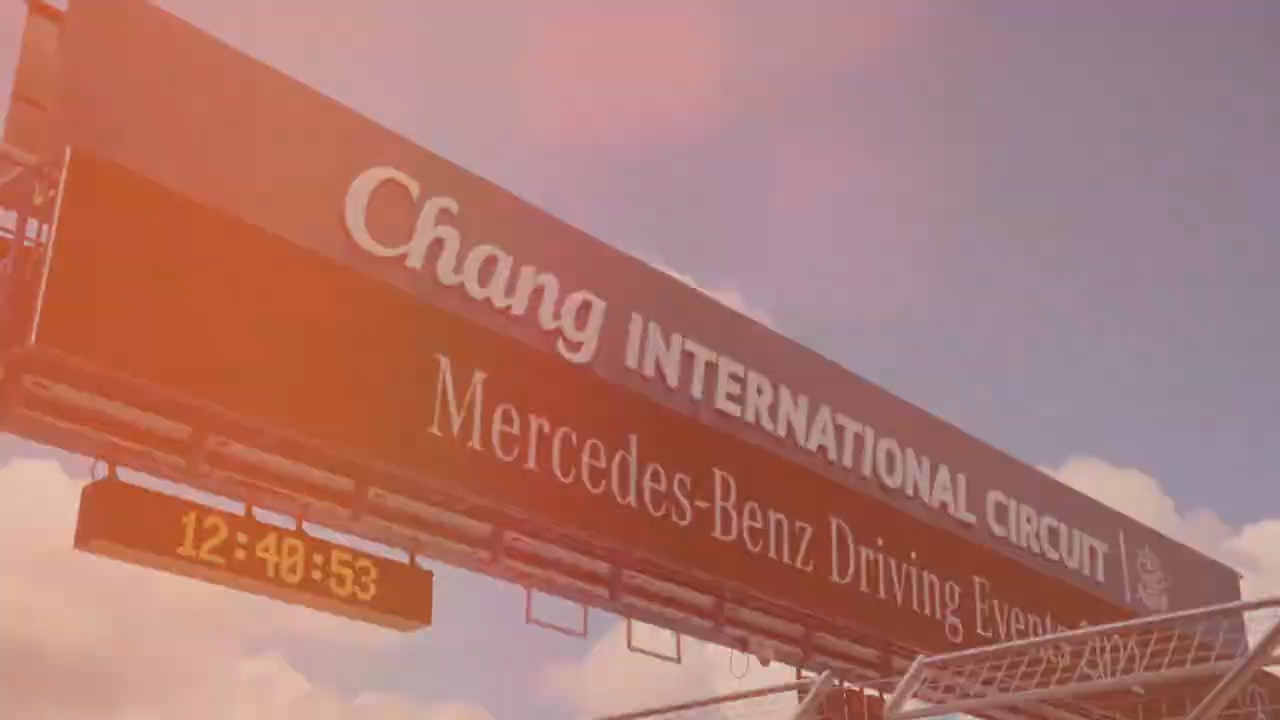 Chang INTERNATIONAL CIRCUIT
Mercedes-Benz Driving Events
12:40:53